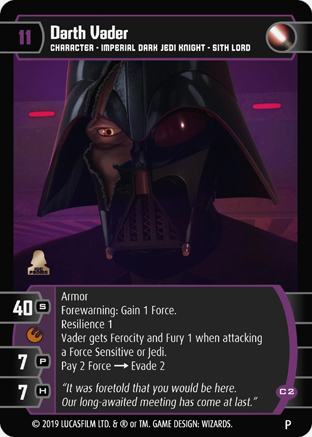 11
Darth Vader
CHARACTER - IMPERIAL DARK JEDI KNIGHT - SITH LORD
40 S
Armor
Forewarning: Gain 1 Force.
Resilience 1
Vader gets Ferocity and Fury 1 when attacking
a Force Sensitive or Jedi.
7 P
Pay 2 Force → Evade 2
7 H
"It was foretold that you would be here.
Our long-awaited meeting has come at last."
C2
© 2019 LUCASFILM LTD. & ® or TM. GAME DESIGN: WIZARDS.
P